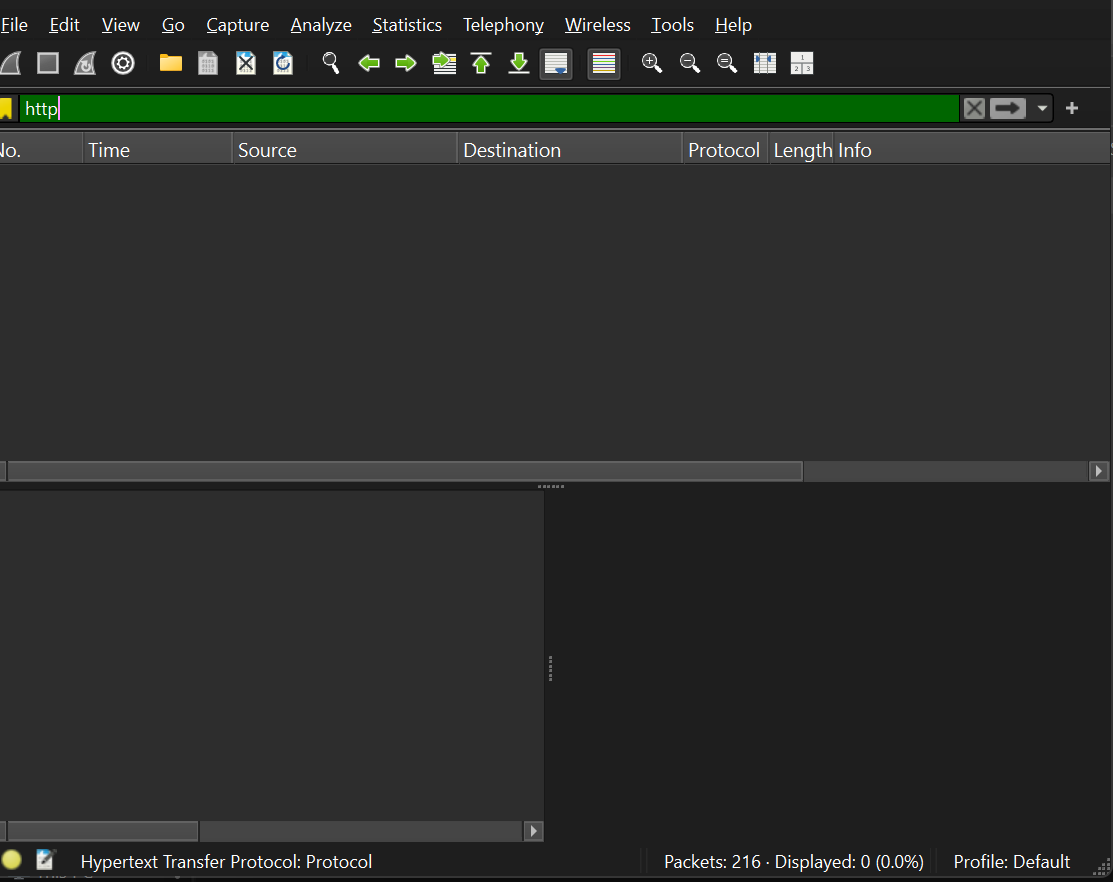 File Edit View Go Capture Analyze Statistics Telephony Wireless Tools Help
http
No. Time Source Destination Protocol Length Info
Hypertext Transfer Protocol: Protocol Packets: 216 · Displayed: 0 (0.0%) Profile: Default